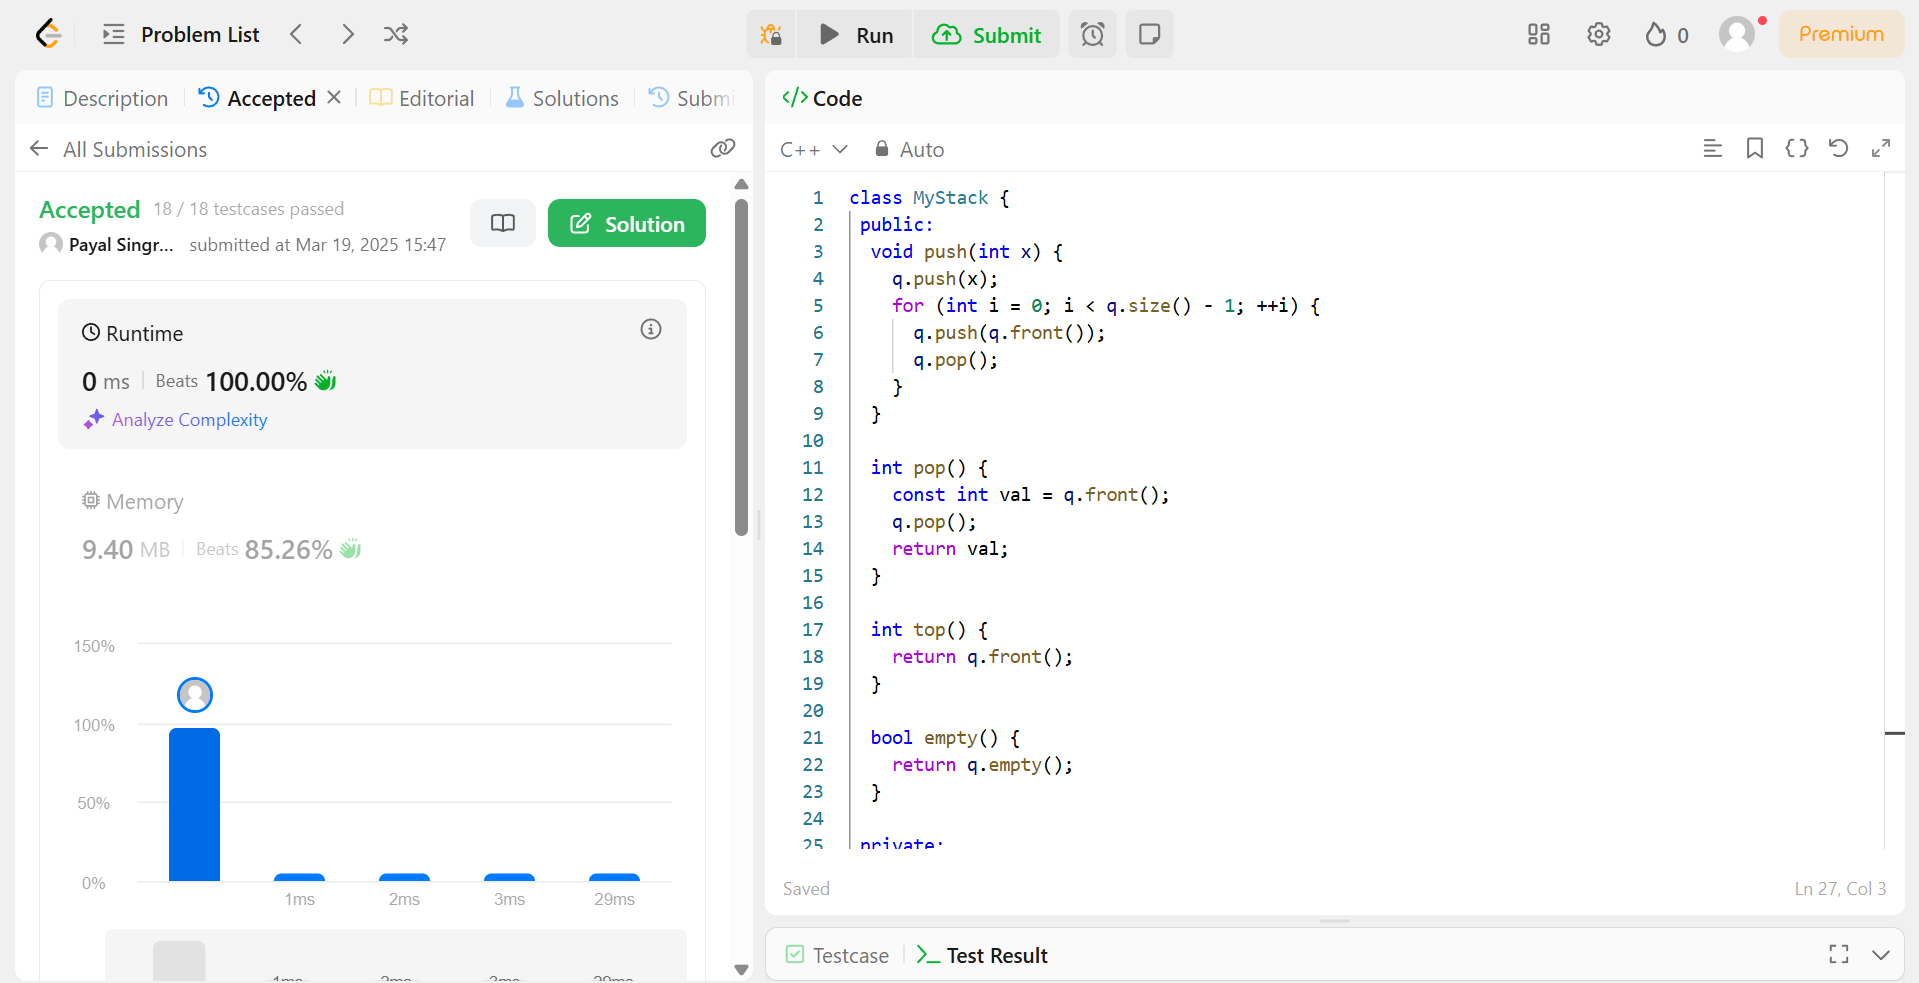 Problem List
Run
Submit
0
Premium
Description
Accepted
Editorial
Solutions
Submi
All Submissions
Accepted 18 / 18 testcases passed
Payal Singr... submitted at Mar 19, 2025 15:47
Solution
Runtime
0 ms Beats 100.00%
Analyze Complexity
Memory
9.40 MB Beats 85.26%
150%
100%
50%
0%
1ms 2ms 3ms 29ms
1ms 2ms 3ms 29ms
</> Code
C++ Auto
1 class MyStack {
2 public:
3 void push(int x) {
4 q.push(x);
5 for (int i = 0; i < q.size() - 1; ++i) {
6 q.push(q.front());
7 q.pop();
8 }
9 }
10
11 int pop() {
12 const int val = q.front();
13 q.pop();
14 return val;
15 }
16
17 int top() {
18 return q.front();
19 }
20
21 bool empty() {
22 return q.empty();
23 }
24
25 private:
Saved
Ln 27, Col 3
Testcase
Test Result